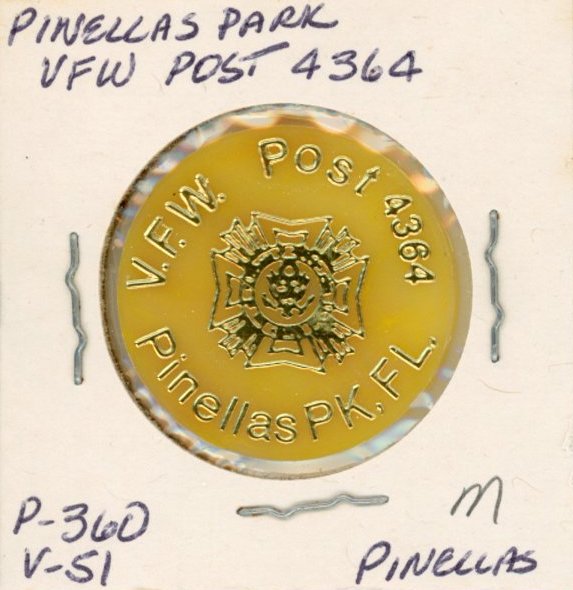 PINELLAS PARK
VFW POST 4364
V.F.W. Post 4364
Pinellas PK, FL.
P-360
V-51
M
PINELLAS